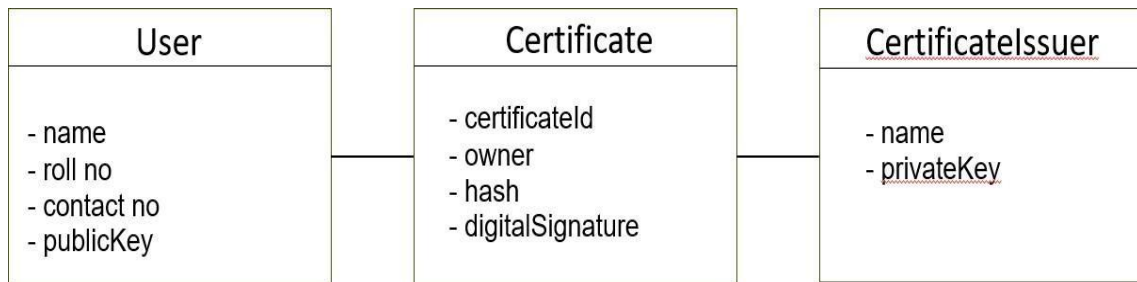 User
- name
- roll no
- contact no
- publicKey
Certificate
- certificateId
- owner
- hash
- digitalSignature
CertificateIssuer
- name
- privateKey